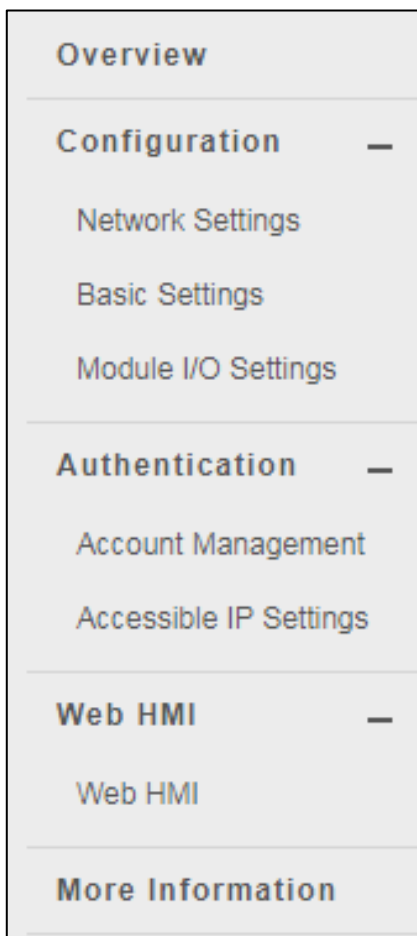 Overview
Configuration
Network Settings
Basic Settings
Module I/O Settings
Authentication
Account Management
Accessible IP Settings
Web HMI
Web HMI
More Information